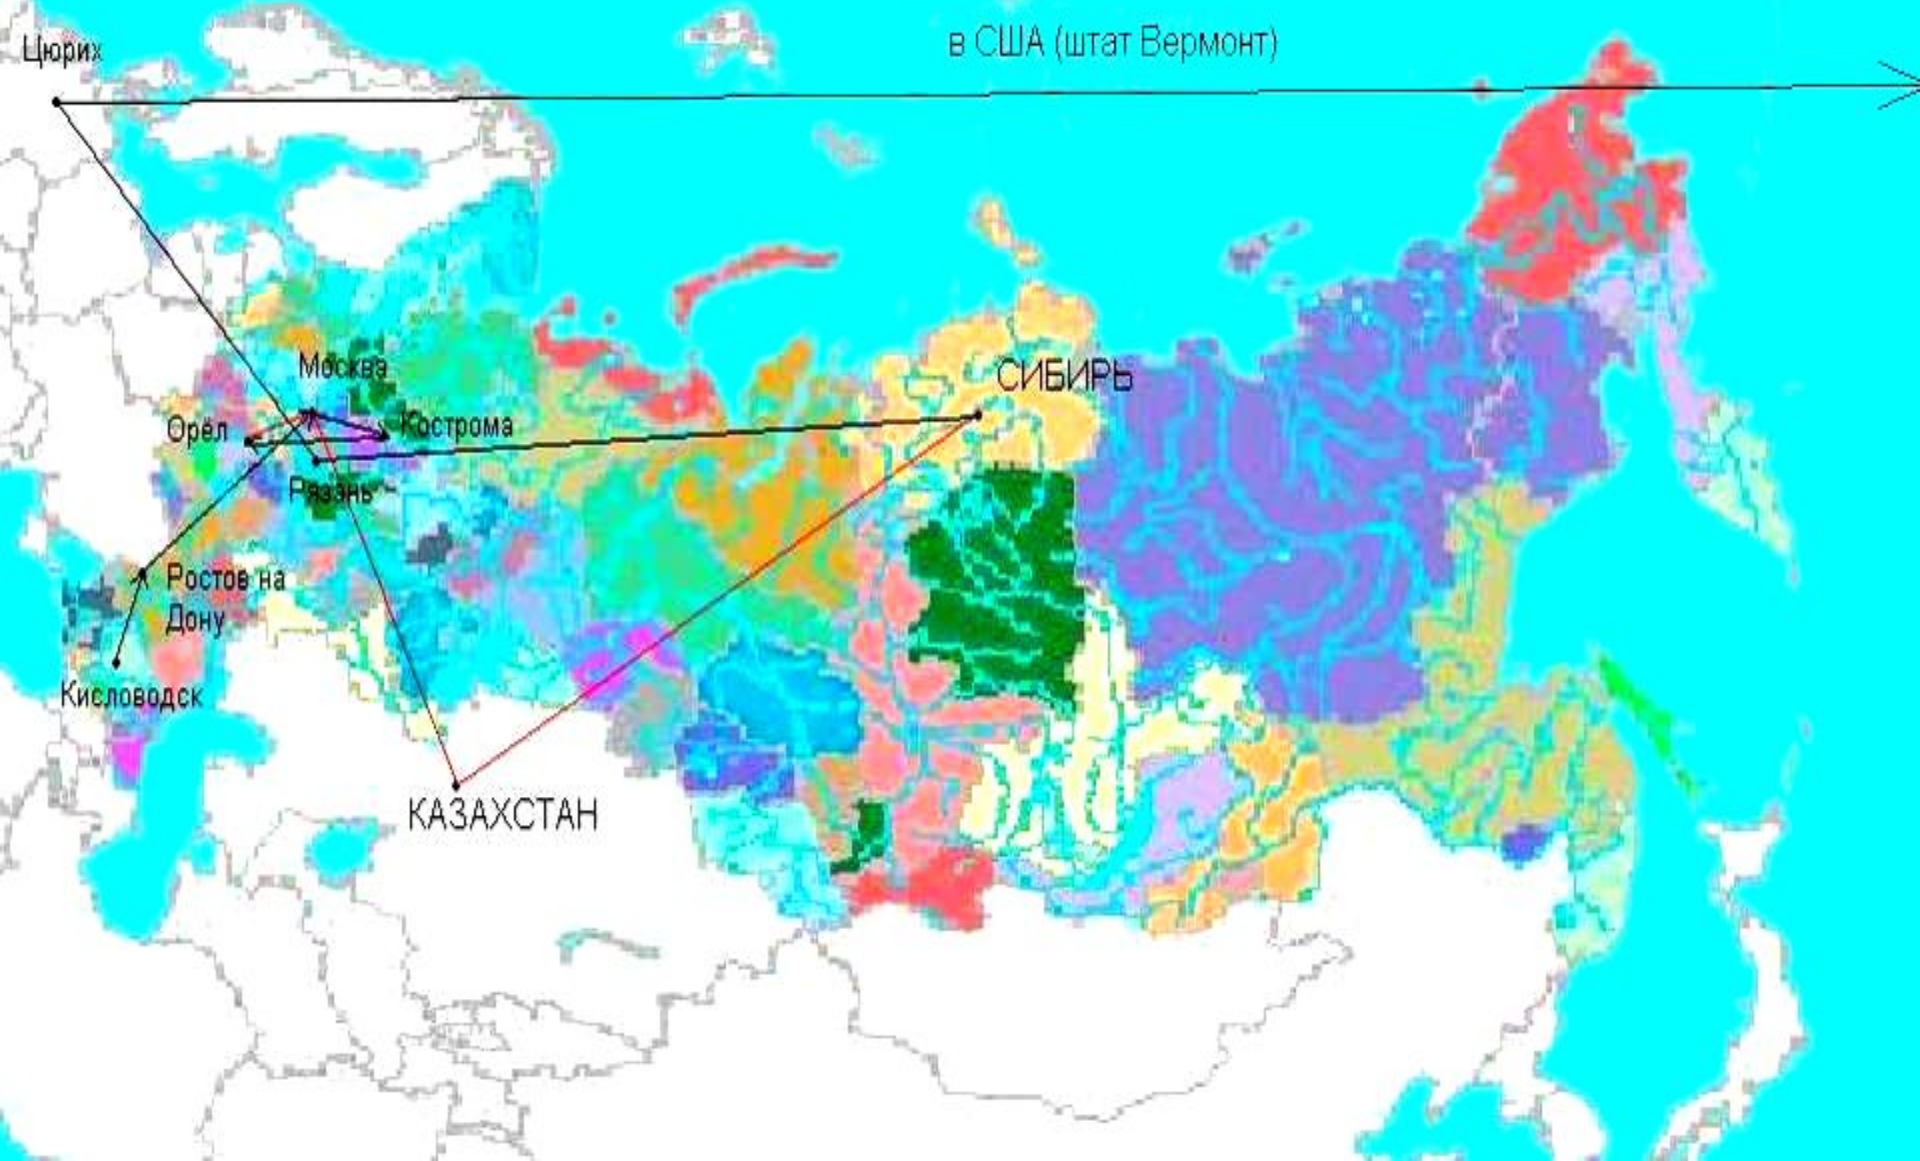 Цюрих
в США (штат Вермонт)
Москва
СИБИРЬ
Орёл
Кострома
Рязань
Ростов на
Дону
Кисловодск
КАЗАХСТАН